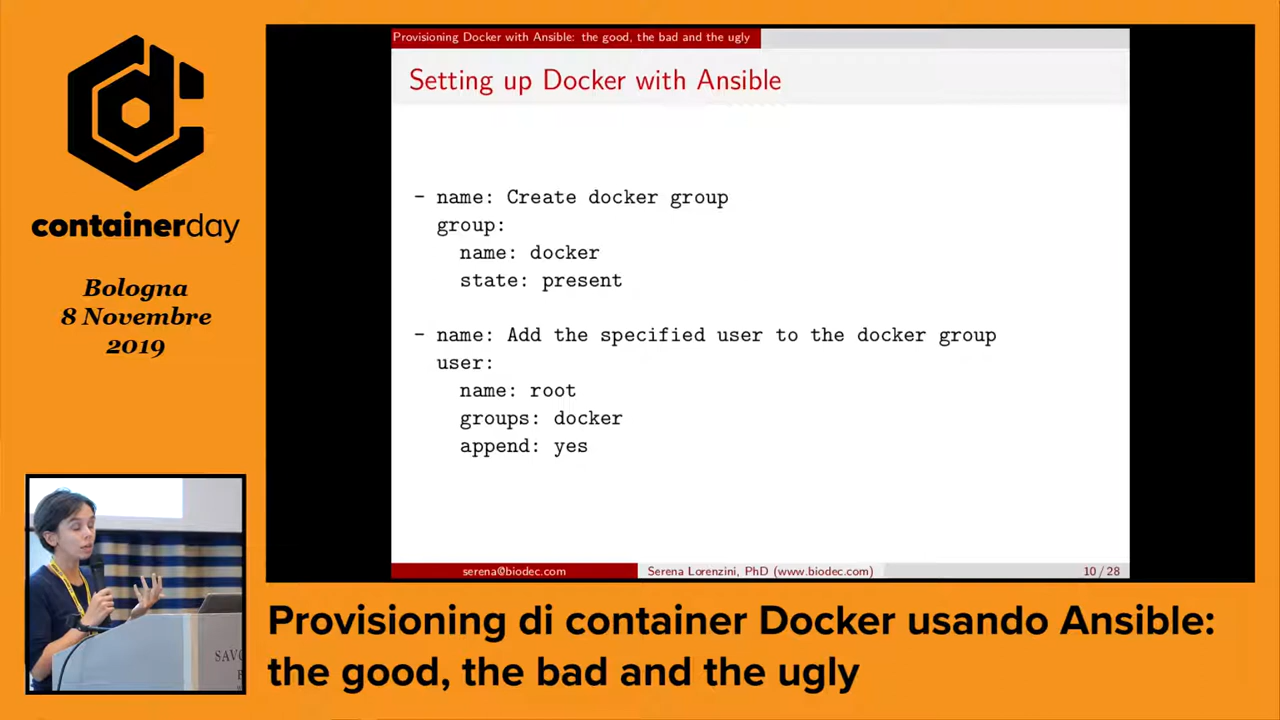 containerday
Bologna
8 Novembre
2019
Provisioning Docker with Ansible: the good, the bad and the ugly
Setting up Docker with Ansible
- name: Create docker group
group:
name: docker
state: present
- name: Add the specified user to the docker group
user:
name: root
groups: docker
append: yes
serena@biodec.com
Serena Lorenzini, PhD (www.biodec.com)
10 / 28
SAVO
Provisioning di container Docker usando Ansible:
the good, the bad and the ugly